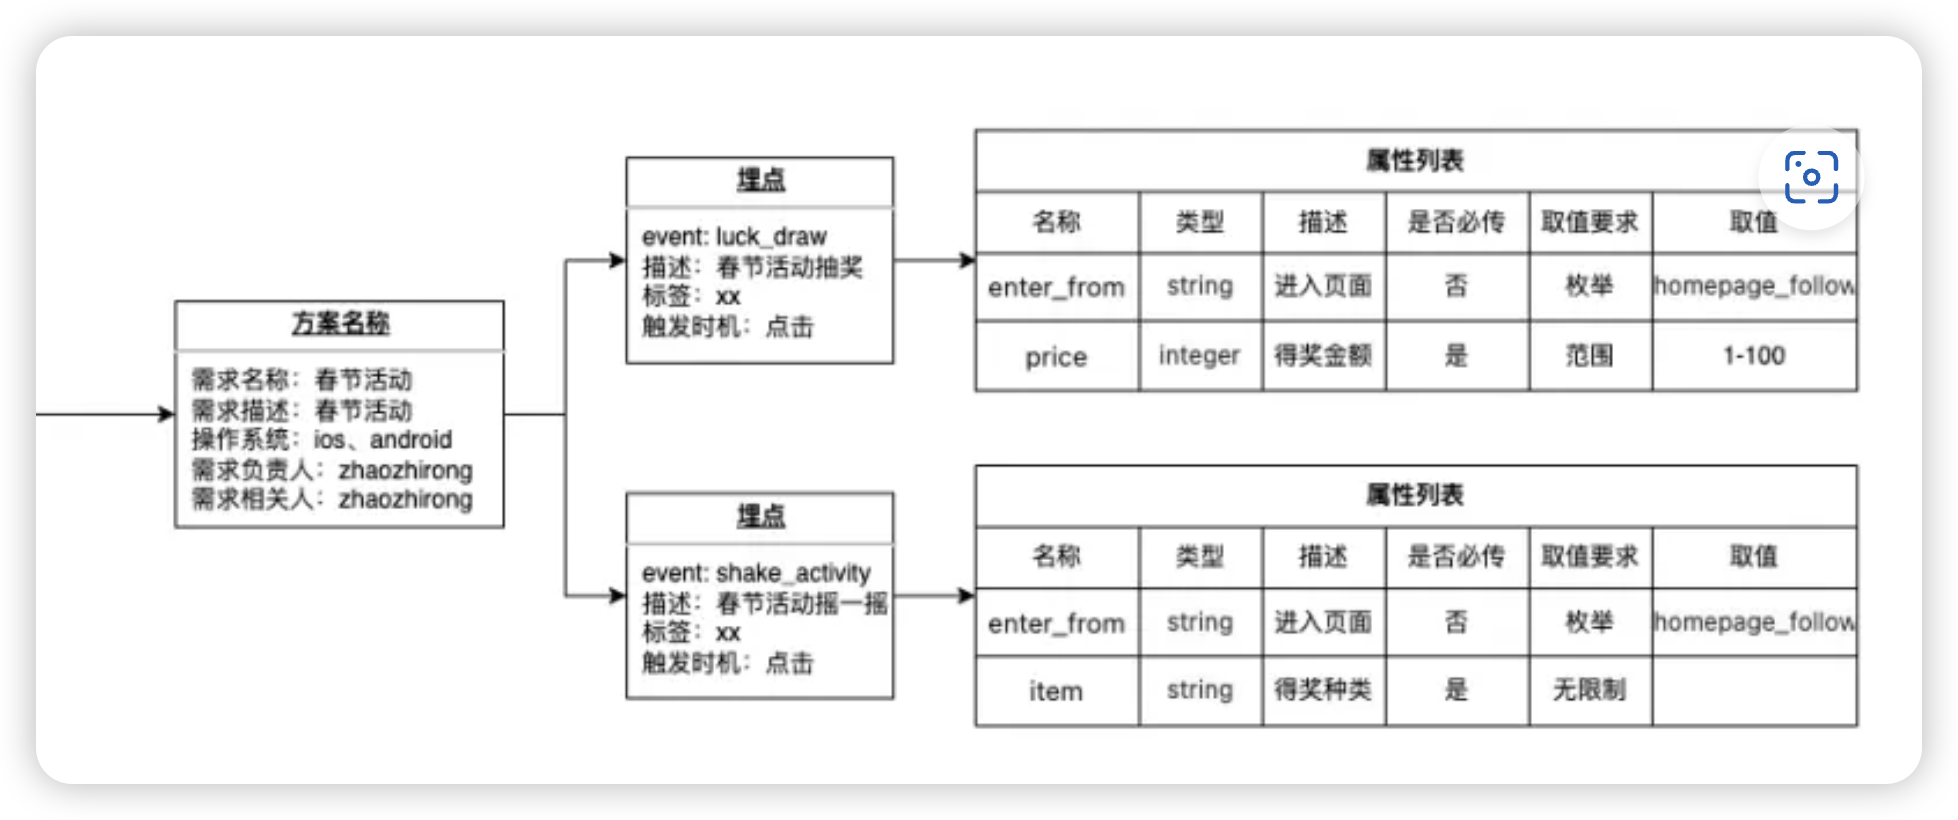 方案名称
需求名称：春节活动
需求描述：春节活动
操作系统：ios、android
需求负责人：zhaozhirong
需求相关人：zhaozhirong
埋点
event: luck_draw
描述：春节活动抽奖
标签：xx
触发时机：点击
属性列表
名称 类型 描述 是否必传 取值要求 取值
enter_from string 进入页面 否 枚举 homepage_follow
price integer 得奖金额 是 范围 1-100
埋点
event: shake_activity
描述：春节活动摇一摇
标签：xx
触发时机：点击
属性列表
名称 类型 描述 是否必传 取值要求 取值
enter_from string 进入页面 否 枚举 homepage_follow
item string 得奖种类 是 无限制